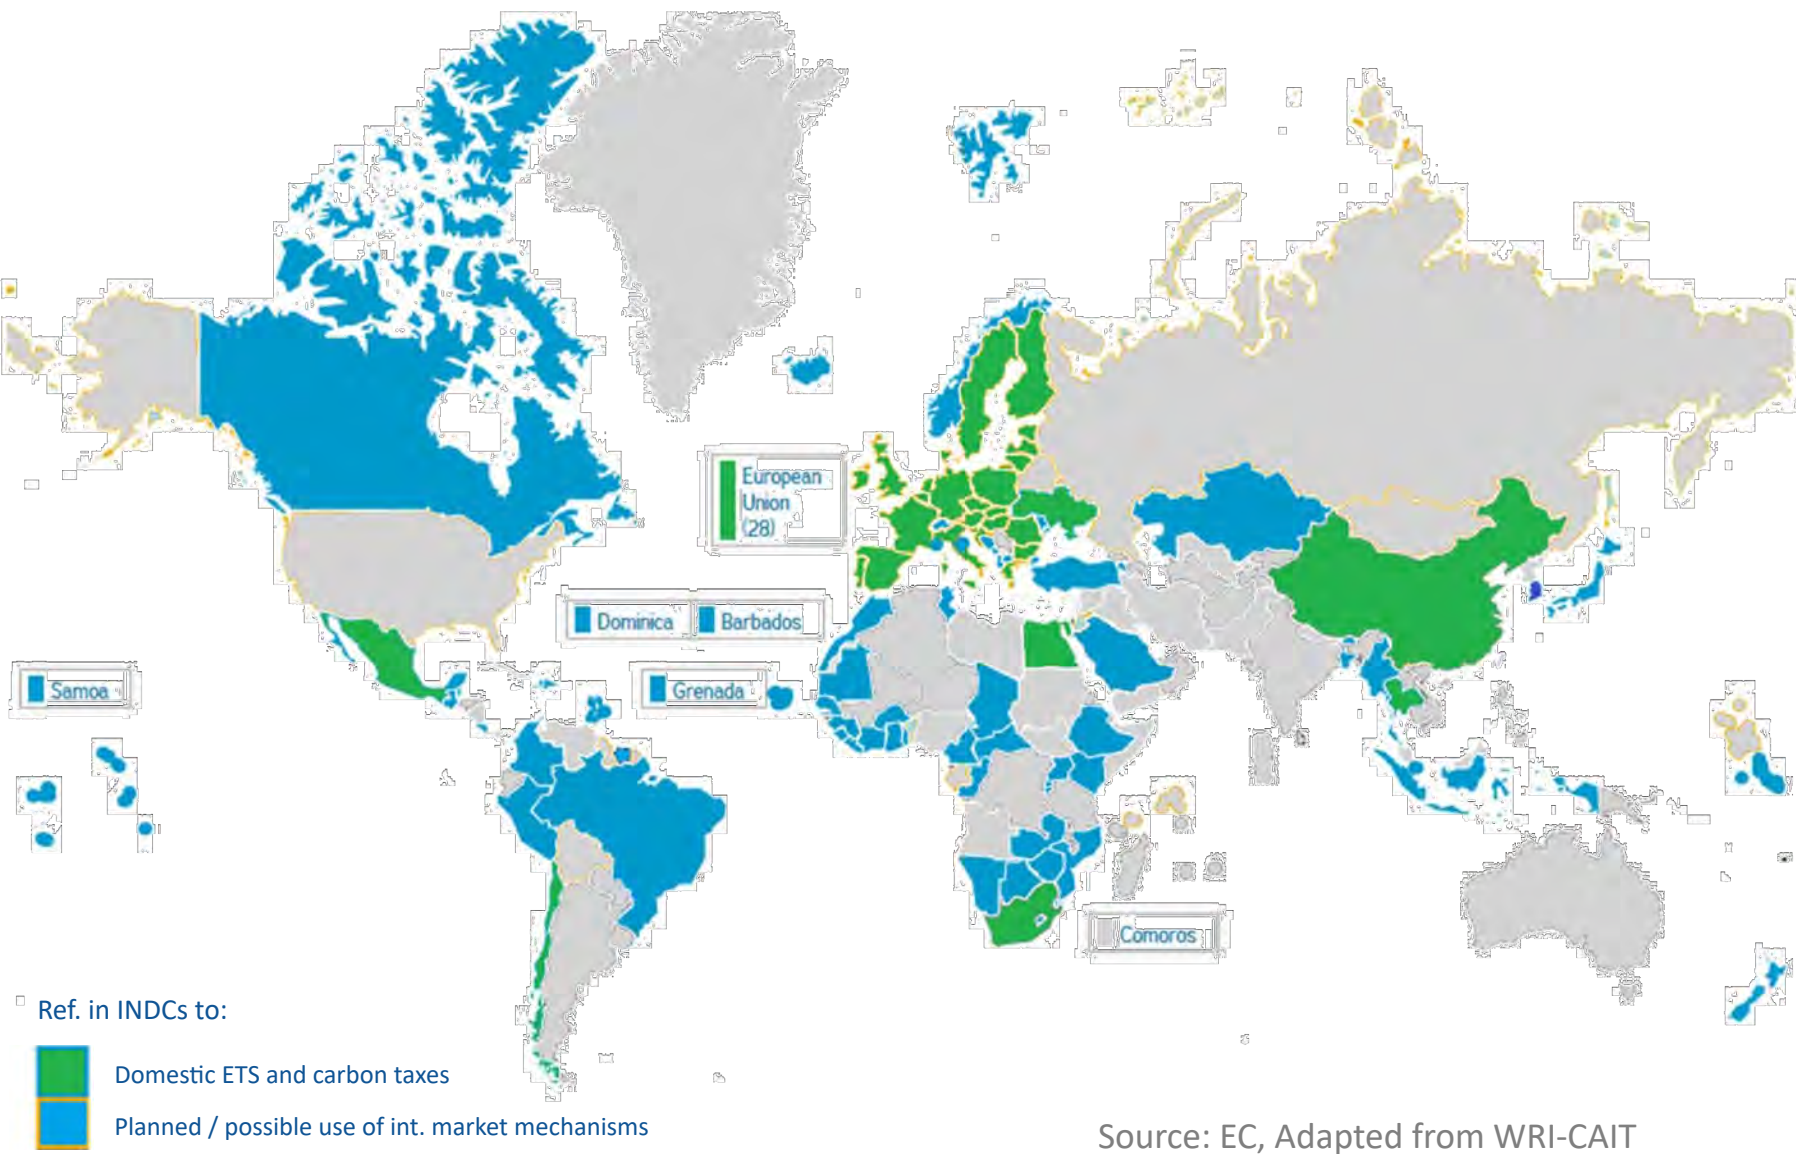 European
Union
(28)
Dominica
Barbados
Samoa
Grenada
Comoros
Ref. in INDCs to:
Domestic ETS and carbon taxes
Planned / possible use of int. market mechanisms
Source: EC, Adapted from WRI-CAIT